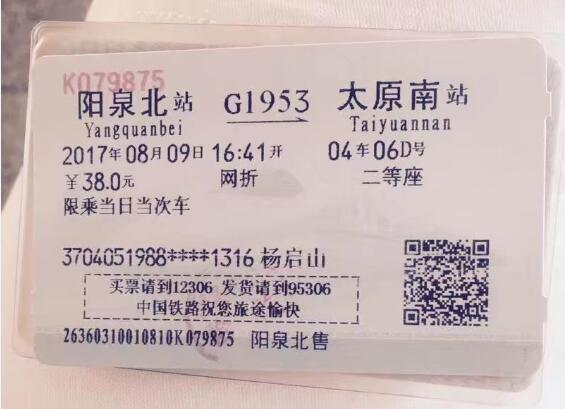 K079875
阳泉北站 G1953 太原南站
Yangquanbei Taiyuannan
2017年08月09日 16:41开 04车06D号
￥38.0元 网折 二等座
限乘当日当次车
3704051988****1316 杨启山
买票请到12306 发货请到95306
中国铁路祝您旅途愉快
26360310010810K079875 阳泉北售